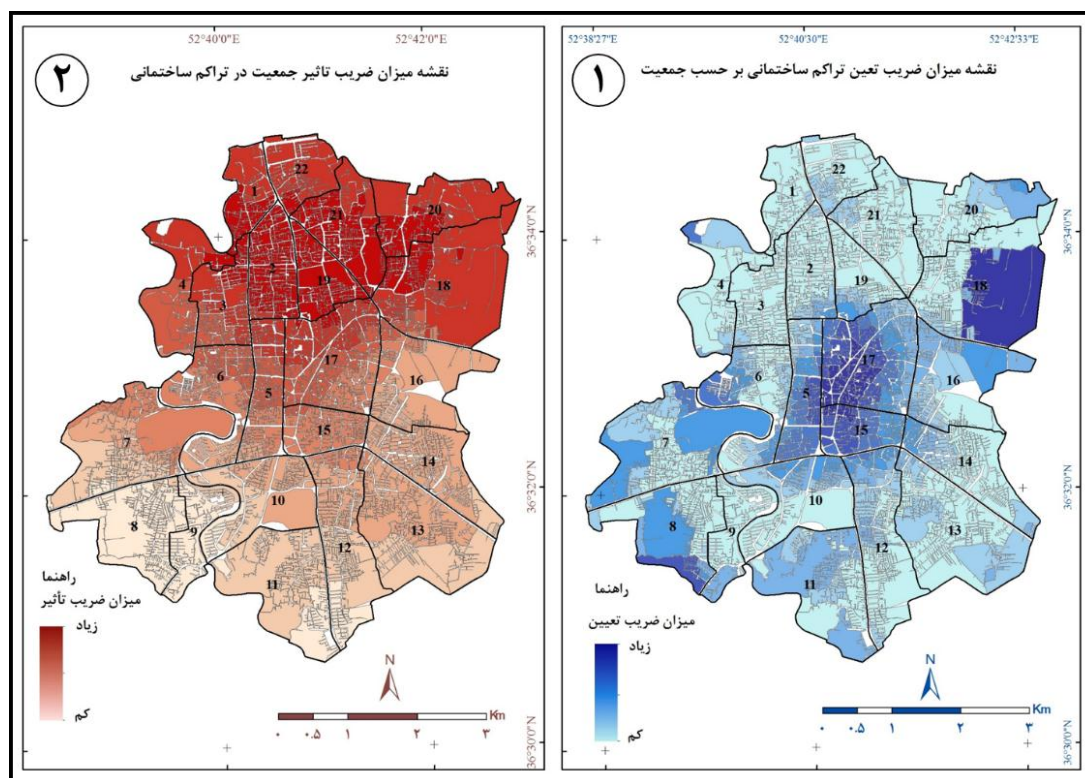 52°38'27"E
52°40'30"E
52°42'33"E
۱
نقشه میزان ضریب تعین تراکم ساختمانی بر حسب جمعیت
22
1
21
20
2
4
3
19
18
17
6
16
5
7
15
14
10
8
9
13
12
11
راهنما
میزان ضریب تعیین
زیاد
کم
N
Km
۰ ۰.۵ ۱ ۲ ۳
36°34'0"N
36°32'0"N
36°30'0"N
52°40'0"E
52°42'0"E
۲
نقشه میزان ضریب تاثیر جمعیت در تراکم ساختمانی
22
1
21
20
2
4
3
19
18
17
6
16
5
7
15
14
10
8
9
13
12
11
راهنما
میزان ضریب تأثیر
زیاد
کم
N
Km
۰ ۰.۵ ۱ ۲ ۳
36°34'0"N
36°32'0"N
36°30'0"N